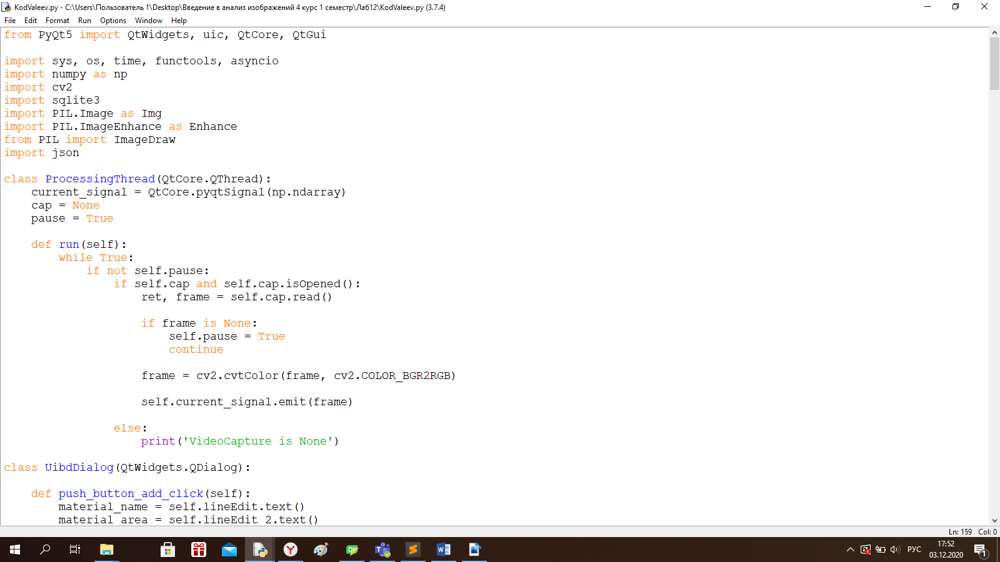 KodValeev.py - C:\Users\Пользователь 1\Desktop\Введение в анализ изображений 4 курс 1 семестр\Лаб12\KodValeev.py (3.7.4)
File Edit Format Run Options Window Help
from PyQt5 import QtWidgets, uic, QtCore, QtGui
import sys, os, time, functools, asyncio
import numpy as np
import cv2
import sqlite3
import PIL.Image as Img
import PIL.ImageEnhance as Enhance
from PIL import ImageDraw
import json
class ProcessingThread(QtCore.QThread):
    current_signal = QtCore.pyqtSignal(np.ndarray)
    cap = None
    pause = True
    def run(self):
        while True:
            if not self.pause:
                if self.cap and self.cap.isOpened():
                    ret, frame = self.cap.read()
                    if frame is None:
                        self.pause = True
                        continue
                    frame = cv2.cvtColor(frame, cv2.COLOR_BGR2RGB)
                    self.current_signal.emit(frame)
                else:
                    print('VideoCapture is None')
class UibdDialog(QtWidgets.QDialog):
    def push_button_add_click(self):
        material_name = self.lineEdit.text()
        material_area = self.lineEdit_2.text()
Ln: 159 Col: 0
РУС
17:52
03.12.2020
1